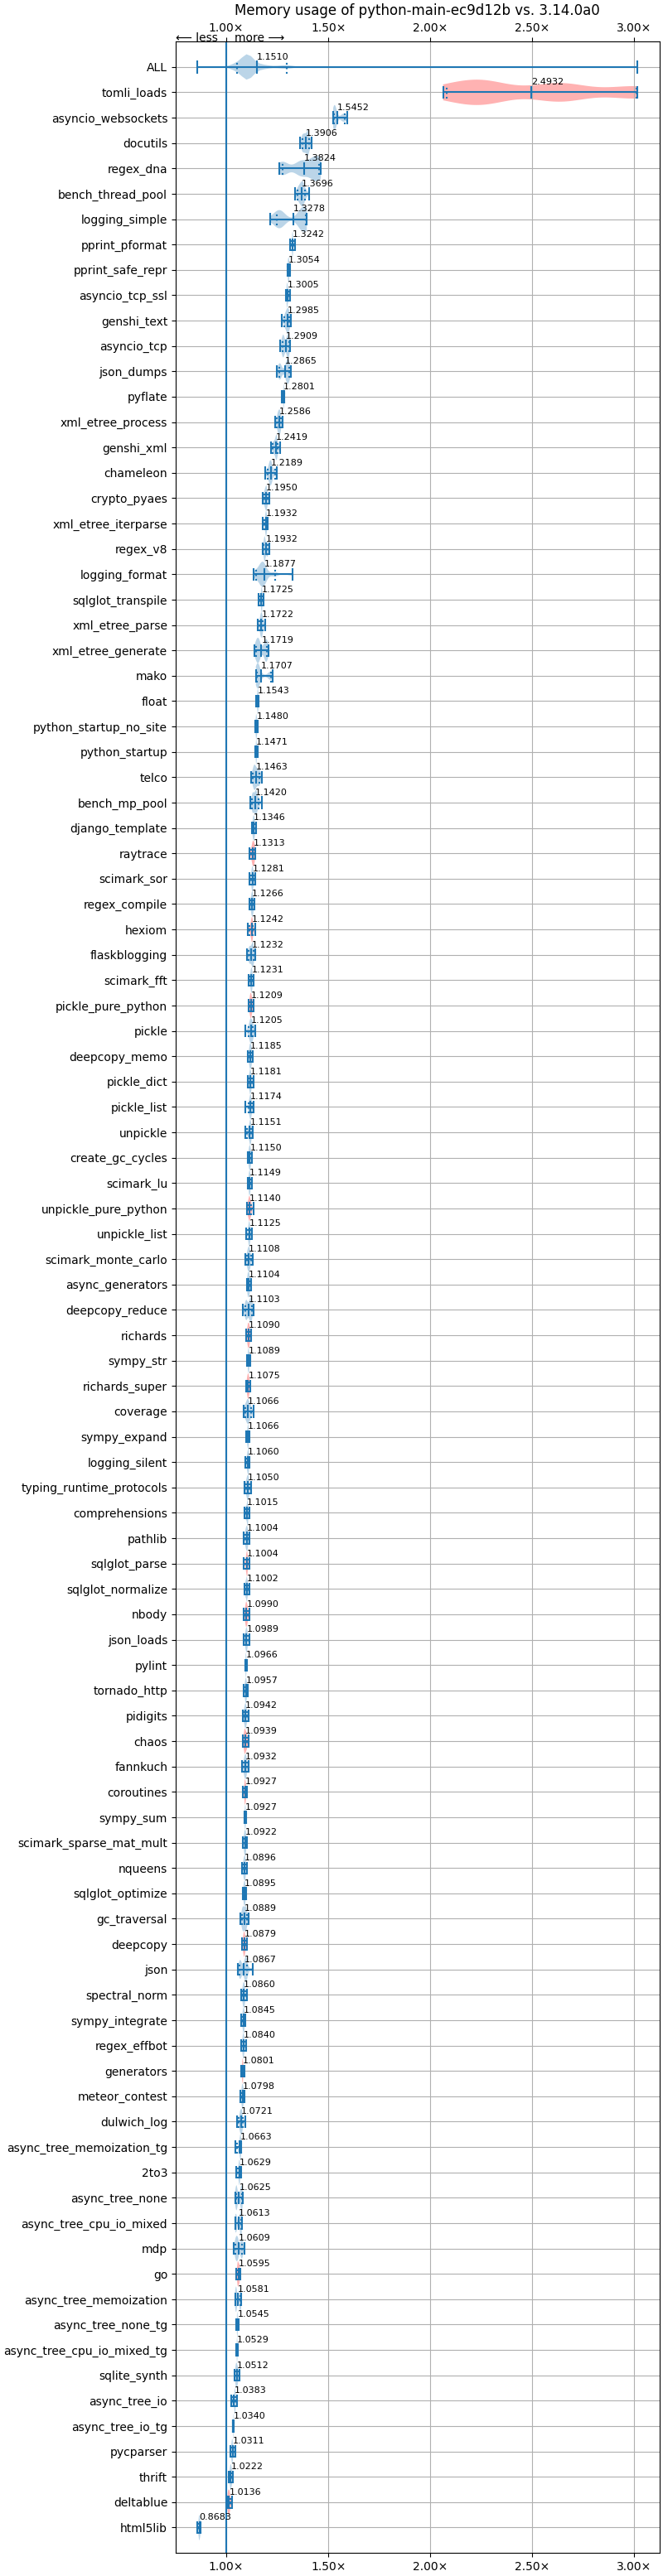 Memory usage of python-main-ec9d12b vs. 3.14.0a0
⟵ less more ⟶
1.00× 1.50× 2.00× 2.50× 3.00×
ALL 1.1510
tomli_loads 2.4932
asyncio_websockets 1.5452
docutils 1.3906
regex_dna 1.3824
bench_thread_pool 1.3696
logging_simple 1.3278
pprint_pformat 1.3242
pprint_safe_repr 1.3054
asyncio_tcp_ssl 1.3005
genshi_text 1.2985
asyncio_tcp 1.2909
json_dumps 1.2865
pyflate 1.2801
xml_etree_process 1.2586
genshi_xml 1.2419
chameleon 1.2189
crypto_pyaes 1.1950
xml_etree_iterparse 1.1932
regex_v8 1.1932
logging_format 1.1877
sqlglot_transpile 1.1725
xml_etree_parse 1.1722
xml_etree_generate 1.1719
mako 1.1707
float 1.1543
python_startup_no_site 1.1480
python_startup 1.1471
telco 1.1463
bench_mp_pool 1.1420
django_template 1.1346
raytrace 1.1313
scimark_sor 1.1281
regex_compile 1.1266
hexiom 1.1242
flaskblogging 1.1232
scimark_fft 1.1231
pickle_pure_python 1.1209
pickle 1.1205
deepcopy_memo 1.1185
pickle_dict 1.1181
pickle_list 1.1174
unpickle 1.1151
create_gc_cycles 1.1150
scimark_lu 1.1149
unpickle_pure_python 1.1140
unpickle_list 1.1125
scimark_monte_carlo 1.1108
async_generators 1.1104
deepcopy_reduce 1.1103
richards 1.1090
sympy_str 1.1089
richards_super 1.1075
coverage 1.1066
sympy_expand 1.1066
logging_silent 1.1060
typing_runtime_protocols 1.1050
comprehensions 1.1015
pathlib 1.1004
sqlglot_parse 1.1004
sqlglot_normalize 1.1002
nbody 1.0990
json_loads 1.0989
pylint 1.0966
tornado_http 1.0957
pidigits 1.0942
chaos 1.0939
fannkuch 1.0932
coroutines 1.0927
sympy_sum 1.0927
scimark_sparse_mat_mult 1.0922
nqueens 1.0896
sqlglot_optimize 1.0895
gc_traversal 1.0889
deepcopy 1.0879
json 1.0867
spectral_norm 1.0860
sympy_integrate 1.0845
regex_effbot 1.0840
generators 1.0801
meteor_contest 1.0798
dulwich_log 1.0721
async_tree_memoization_tg 1.0663
2to3 1.0629
async_tree_none 1.0625
async_tree_cpu_io_mixed 1.0613
mdp 1.0609
go 1.0595
async_tree_memoization 1.0581
async_tree_none_tg 1.0545
async_tree_cpu_io_mixed_tg 1.0529
sqlite_synth 1.0512
async_tree_io 1.0383
async_tree_io_tg 1.0340
pycparser 1.0311
thrift 1.0222
deltablue 1.0136
html5lib 0.8683
1.00× 1.50× 2.00× 2.50× 3.00×